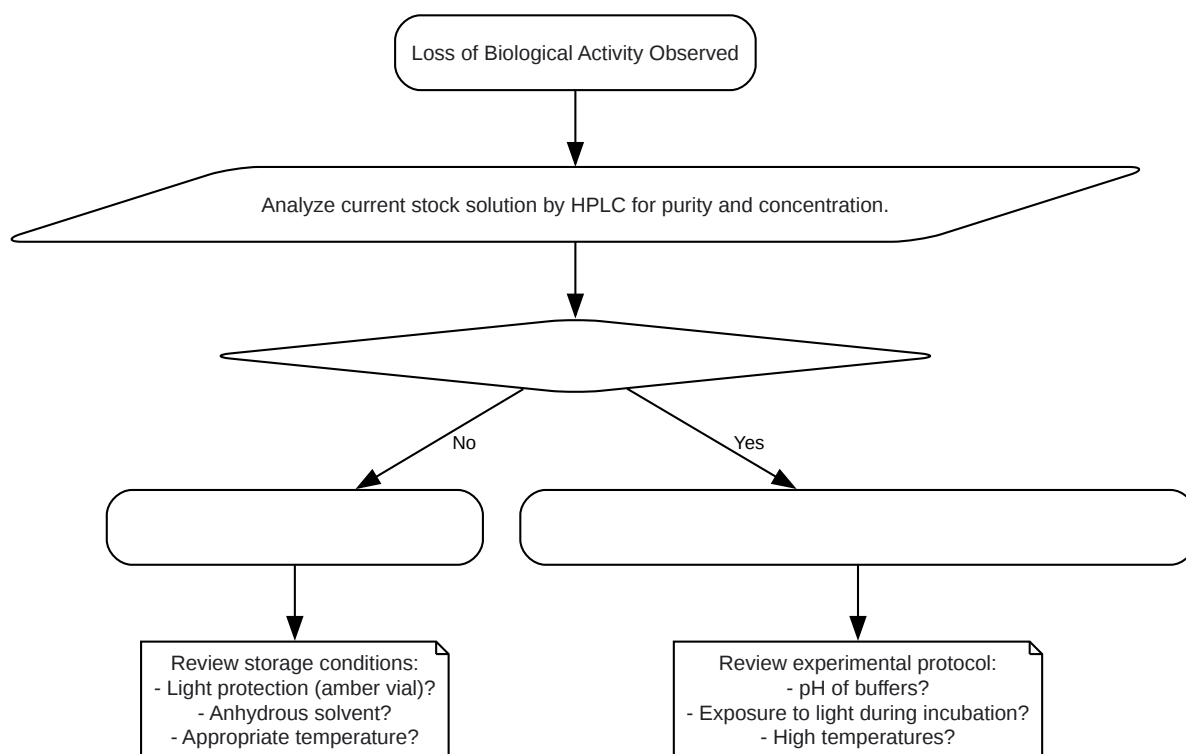 Loss of Biological Activity Observed
Analyze current stock solution by HPLC for purity and concentration.
No
Yes
Review storage conditions:
- Light protection (amber vial)?
- Anhydrous solvent?
- Appropriate temperature?
Review experimental protocol:
- pH of buffers?
- Exposure to light during incubation?
- High temperatures?